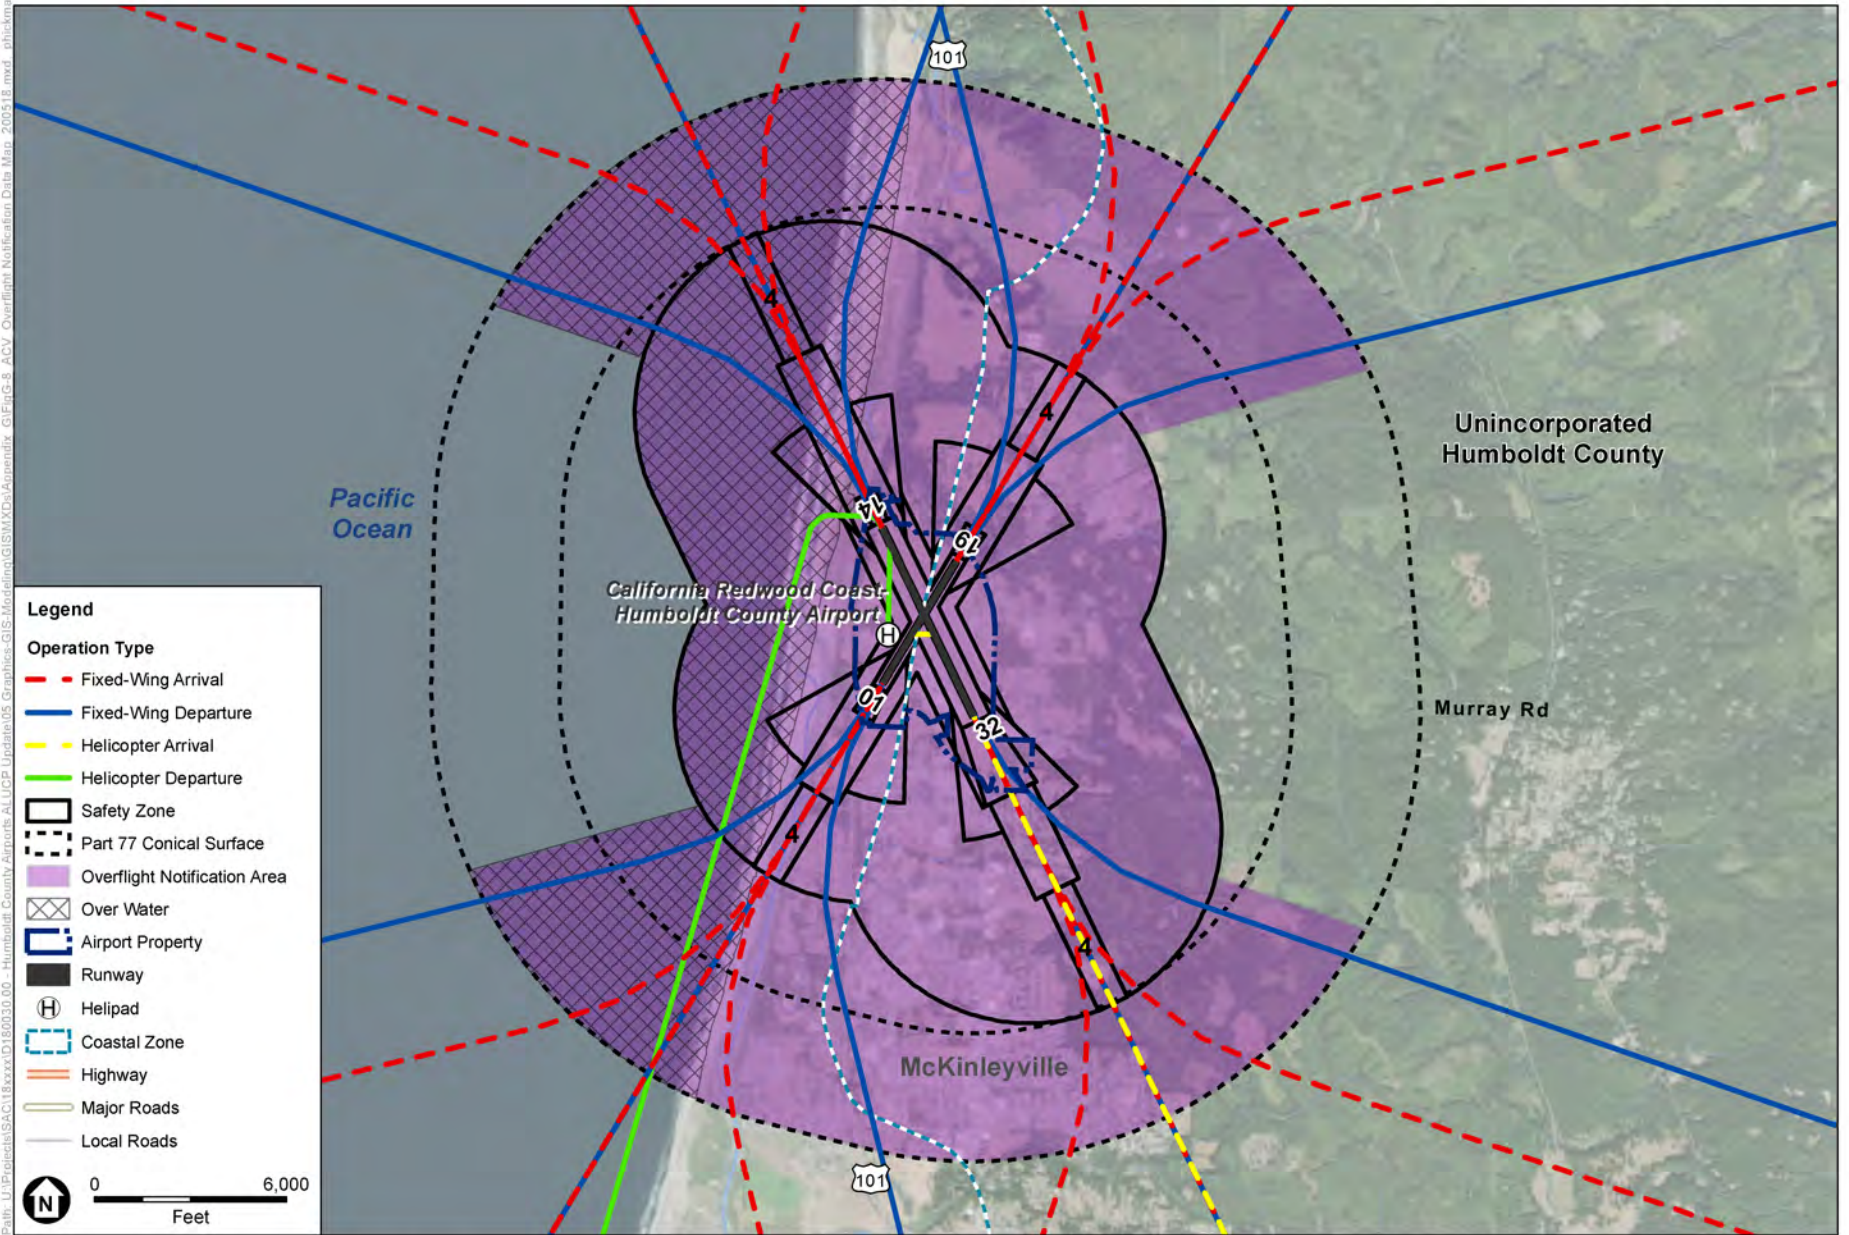 101
4
4
Unincorporated
Humboldt County
Pacific
Ocean
14
19
California Redwood Coast-
Humboldt County Airport
H
01
32
Murray Rd
4
4
McKinleyville
101
Legend
Operation Type
Fixed-Wing Arrival
Fixed-Wing Departure
Helicopter Arrival
Helicopter Departure
Safety Zone
Part 77 Conical Surface
Overflight Notification Area
Over Water
Airport Property
Runway
H Helipad
Coastal Zone
Highway
Major Roads
Local Roads
N
0 6,000
Feet